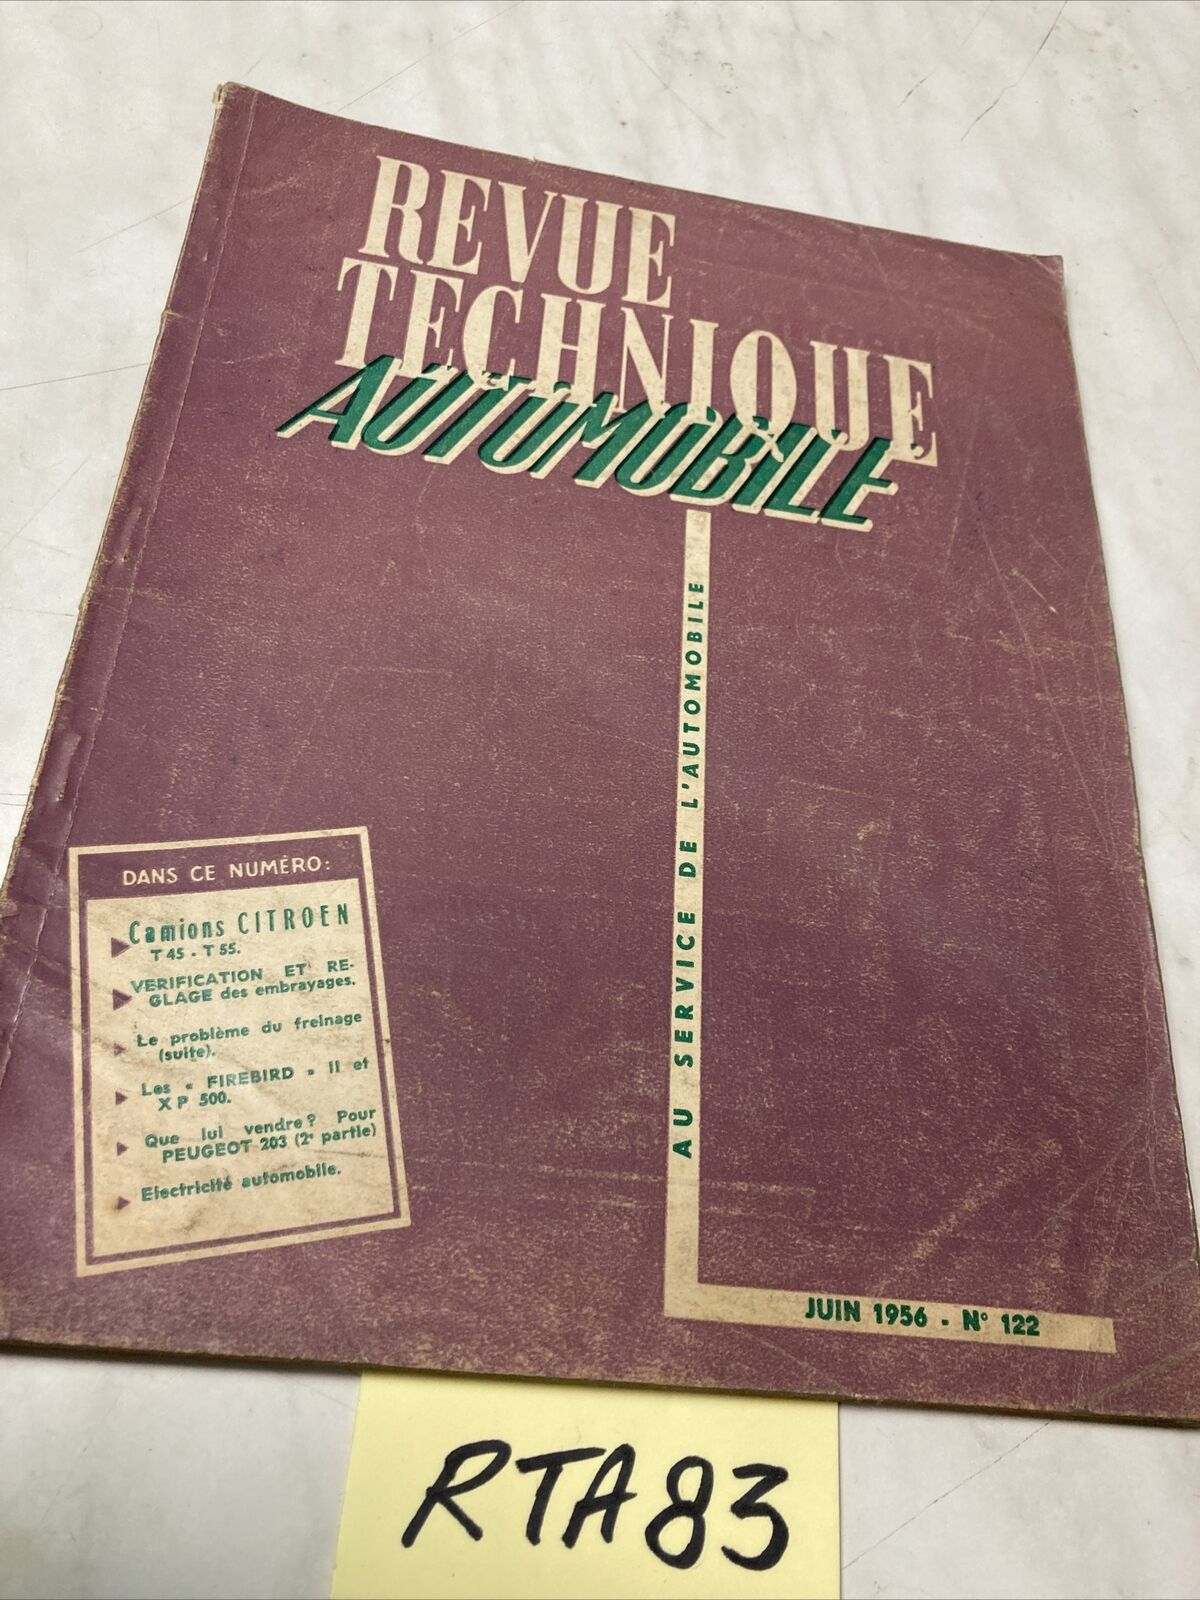 REVUE
TECHNIQUE
AUTOMOBILE
AU SERVICE DE L'AUTOMOBILE
DANS CE NUMÉRO:
Camions CITROEN
T 45 - T 55.
VERIFICATION ET RE-
GLAGE des embrayages.
Le problème du freinage
(suite).
Les « FIREBIRD » II et
XP 500.
Que lui vendre? Pour
PEUGEOT 203 (2e partie)
Electricité automobile.
JUIN 1956 - N° 122
RTA83